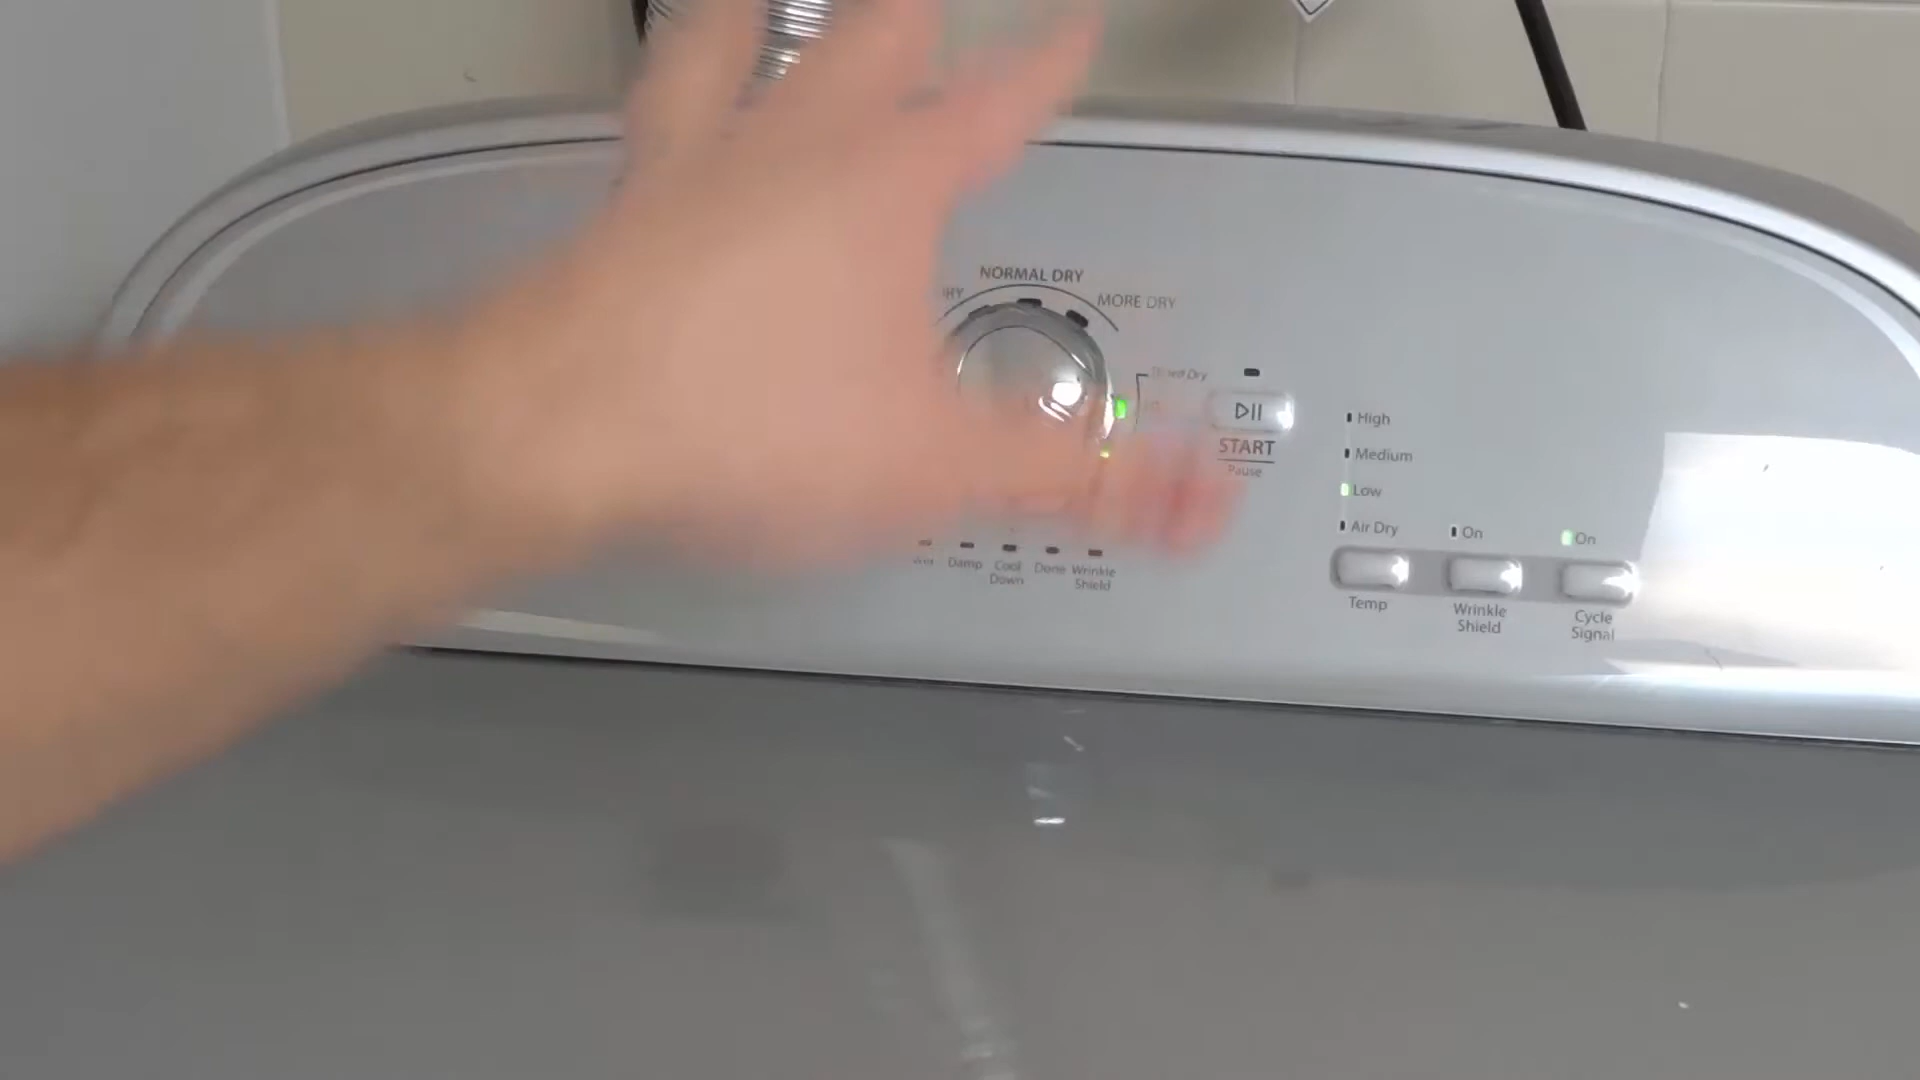 NORMAL DRY
MORE DRY
START
Pause
High
Medium
Low
Air Dry
On
On
Damp
Cool
Down
Done
Wrinkle
Shield
Temp
Wrinkle
Shield
Cycle
Signal